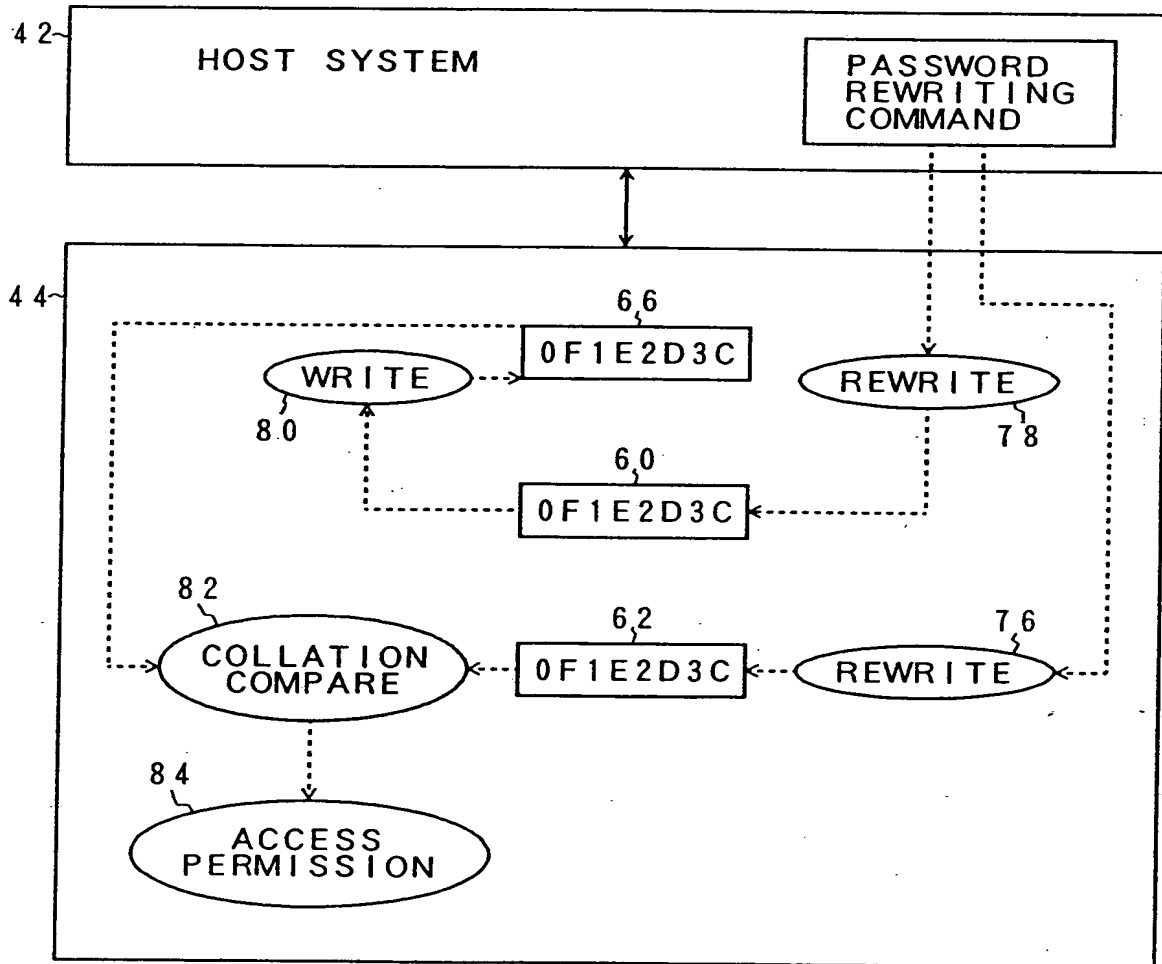 42
HOST SYSTEM
PASSWORD
REWRITING
COMMAND
44
66
0F1E2D3C
WRITE
80
REWRITE
78
60
0F1E2D3C
82
COLLATION
COMPARE
62
0F1E2D3C
76
REWRITE
84
ACCESS
PERMISSION